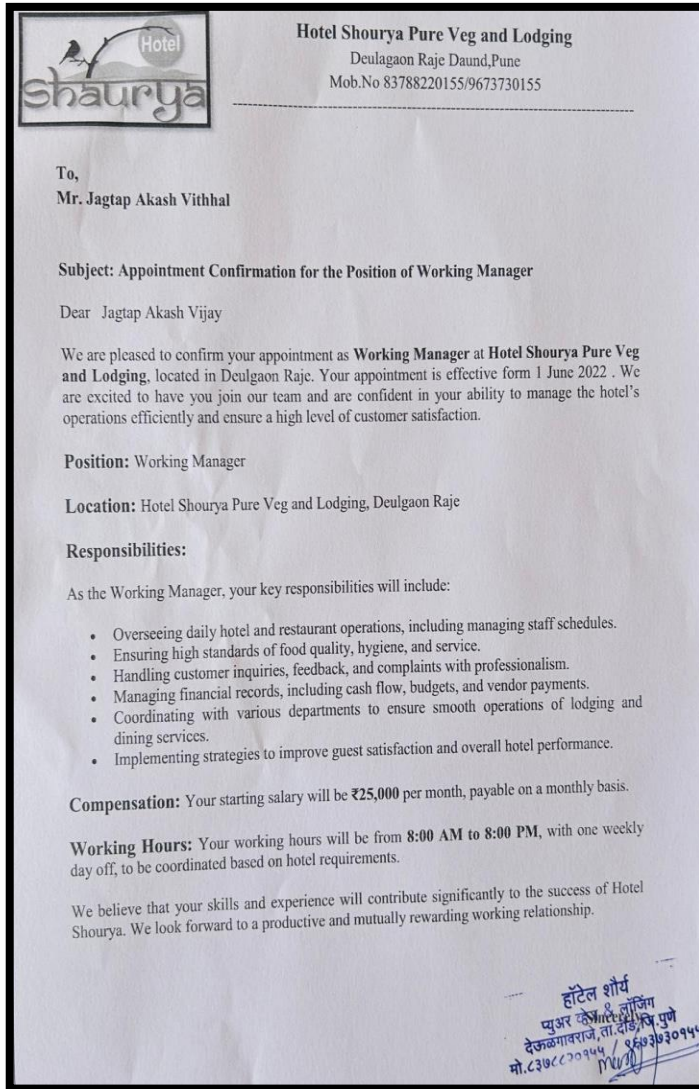 Hotel
Shaurya
Hotel Shourya Pure Veg and Lodging
Deulagaon Raje Daund,Pune
Mob.No 83788220155/9673730155
To,
Mr. Jagtap Akash Vithhal
Subject: Appointment Confirmation for the Position of Working Manager
Dear Jagtap Akash Vijay
We are pleased to confirm your appointment as Working Manager at Hotel Shourya Pure Veg
and Lodging, located in Deulgaon Raje. Your appointment is effective form 1 June 2022 . We
are excited to have you join our team and are confident in your ability to manage the hotel's
operations efficiently and ensure a high level of customer satisfaction.
Position: Working Manager
Location: Hotel Shourya Pure Veg and Lodging, Deulgaon Raje
Responsibilities:
As the Working Manager, your key responsibilities will include:
• Overseeing daily hotel and restaurant operations, including managing staff schedules.
• Ensuring high standards of food quality, hygiene, and service.
• Handling customer inquiries, feedback, and complaints with professionalism.
• Managing financial records, including cash flow, budgets, and vendor payments.
• Coordinating with various departments to ensure smooth operations of lodging and
dining services.
• Implementing strategies to improve guest satisfaction and overall hotel performance.
Compensation: Your starting salary will be ₹25,000 per month, payable on a monthly basis.
Working Hours: Your working hours will be from 8:00 AM to 8:00 PM, with one weekly
day off, to be coordinated based on hotel requirements.
We believe that your skills and experience will contribute significantly to the success of Hotel
Shourya. We look forward to a productive and mutually rewarding working relationship.
हॉटेल शौर्य
प्युअर व्हेज & लॉजिंग
Sincerely
देऊळगावराजे, ता.दौंड, जि.पुणे
मो.८३७८८२०१५५ / ९६७३७३०१५५